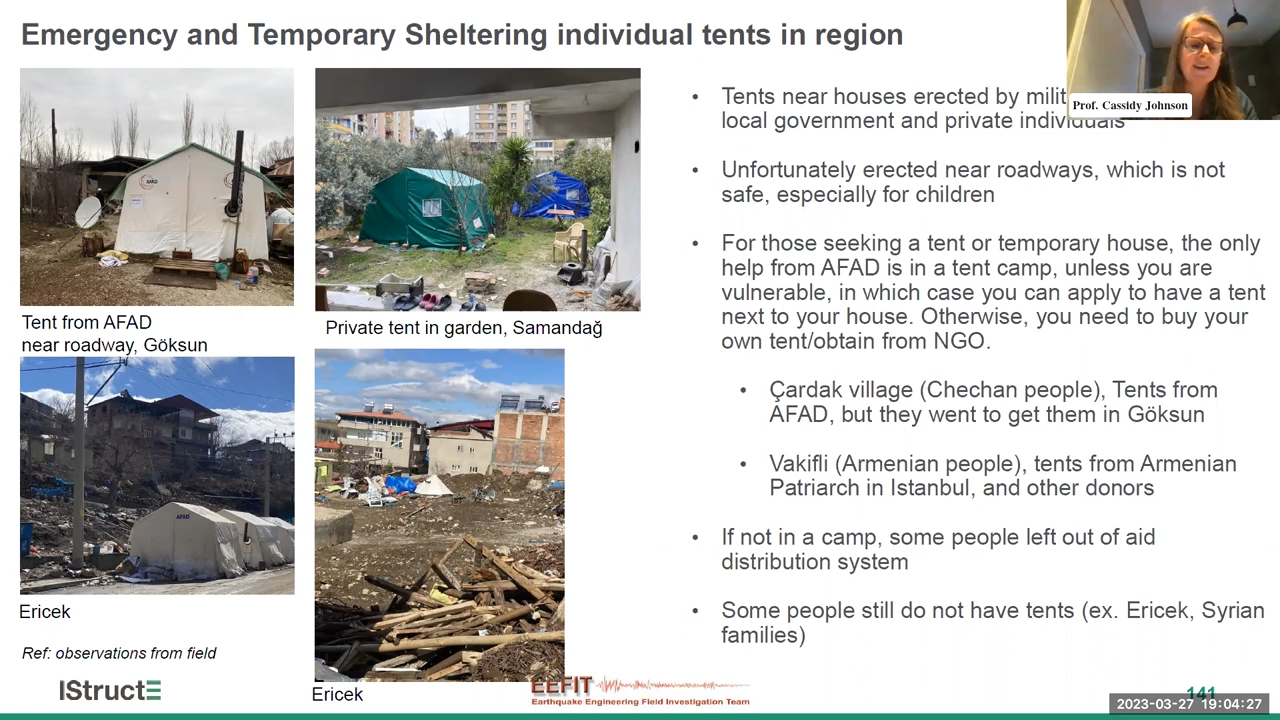 Emergency and Temporary Sheltering individual tents in region
Prof. Cassidy Johnson
AFAD
Tent from AFAD
near roadway, Göksun
Private tent in garden, Samandağ
AFAD
Ericek
Ref: observations from field
Ericek
• Tents near houses erected by milit
local government and private individuals
• Unfortunately erected near roadways, which is not
safe, especially for children
• For those seeking a tent or temporary house, the only
help from AFAD is in a tent camp, unless you are
vulnerable, in which case you can apply to have a tent
next to your house. Otherwise, you need to buy your
own tent/obtain from NGO.
• Çardak village (Chechan people), Tents from
AFAD, but they went to get them in Göksun
• Vakifli (Armenian people), tents from Armenian
Patriarch in Istanbul, and other donors
• If not in a camp, some people left out of aid
distribution system
• Some people still do not have tents (ex. Ericek, Syrian
families)
IStructE
EEFIT
Earthquake Engineering Field Investigation Team
141
2023-03-27 19:04:27